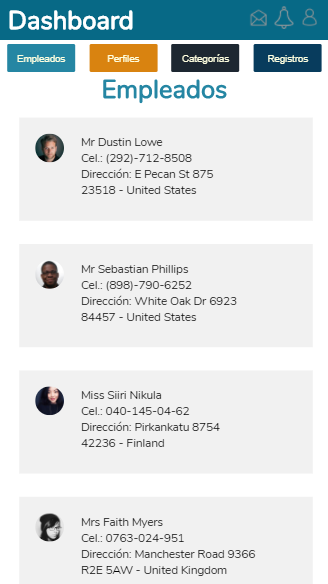 Dashboard
Empleados Perfiles Categorías Registros
Empleados
Mr Dustin Lowe
Cel.: (292)-712-8508
Dirección: E Pecan St 875
23518 - United States
Mr Sebastian Phillips
Cel.: (898)-790-6252
Dirección: White Oak Dr 6923
84457 - United States
Miss Siiri Nikula
Cel.: 040-145-04-62
Dirección: Pirkankatu 8754
42236 - Finland
Mrs Faith Myers
Cel.: 0763-024-951
Dirección: Manchester Road 9366
R2E 5AW - United Kingdom